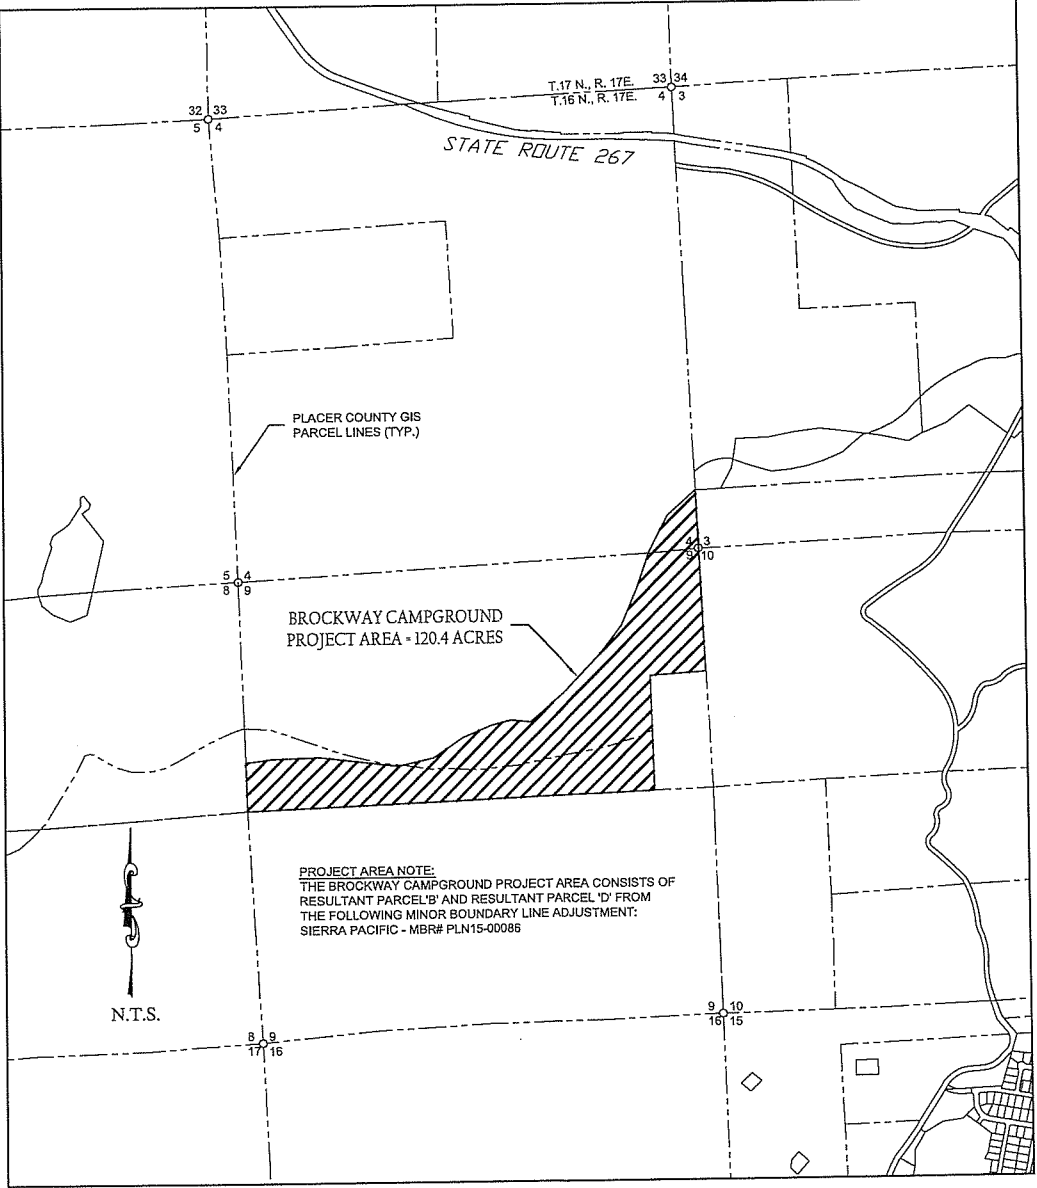 T.17 N., R. 17E.
T.16 N., R. 17E.
33 34
4 3
32 33
5 4
STATE ROUTE 267
PLACER COUNTY GIS
PARCEL LINES (TYP.)
4 3
9 10
5 4
8 9
BROCKWAY CAMPGROUND
PROJECT AREA = 120.4 ACRES
PROJECT AREA NOTE:
THE BROCKWAY CAMPGROUND PROJECT AREA CONSISTS OF
RESULTANT PARCEL'B' AND RESULTANT PARCEL 'D' FROM
THE FOLLOWING MINOR BOUNDARY LINE ADJUSTMENT:
SIERRA PACIFIC - MBR# PLN15-00086
N.T.S.
9 10
16 15
8 9
17 16